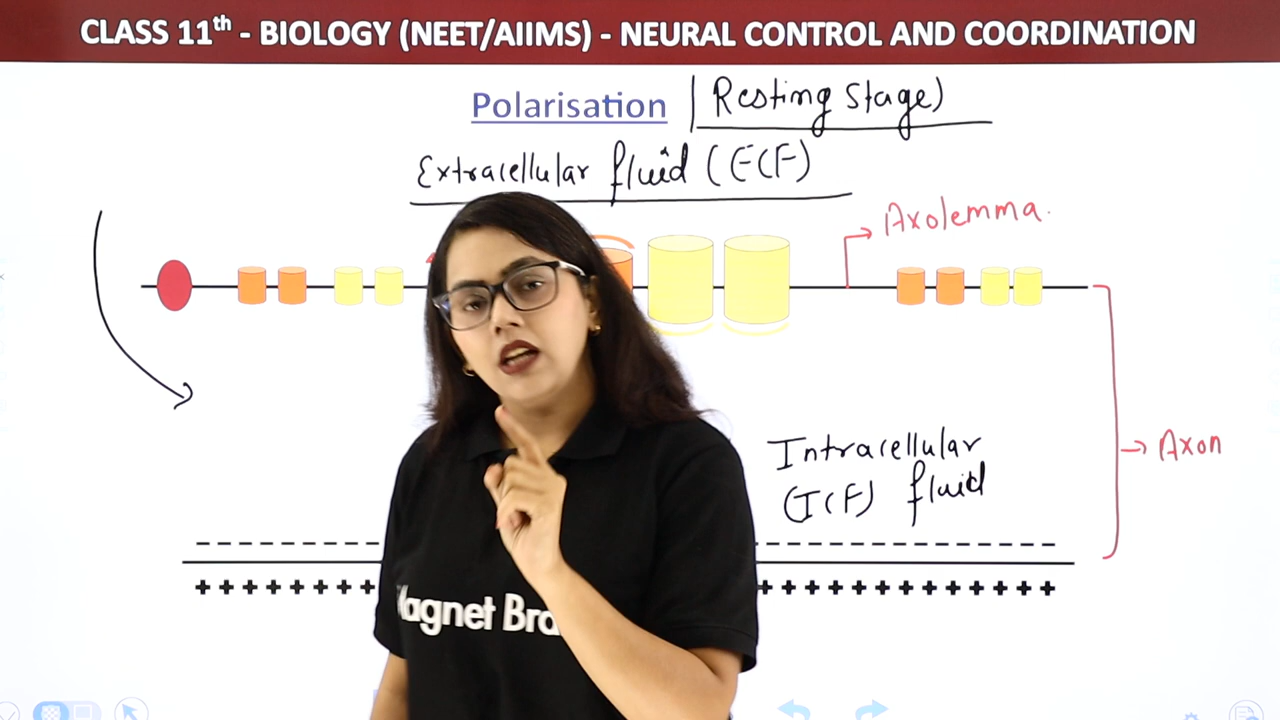 CLASS 11th - BIOLOGY (NEET/AIIMS) - NEURAL CONTROL AND COORDINATION
Polarisation | (Resting Stage)
Extracellular fluid (ECF)
Axolemma.
Intracellular
(ICF) fluid
Axon
Magnet Bra